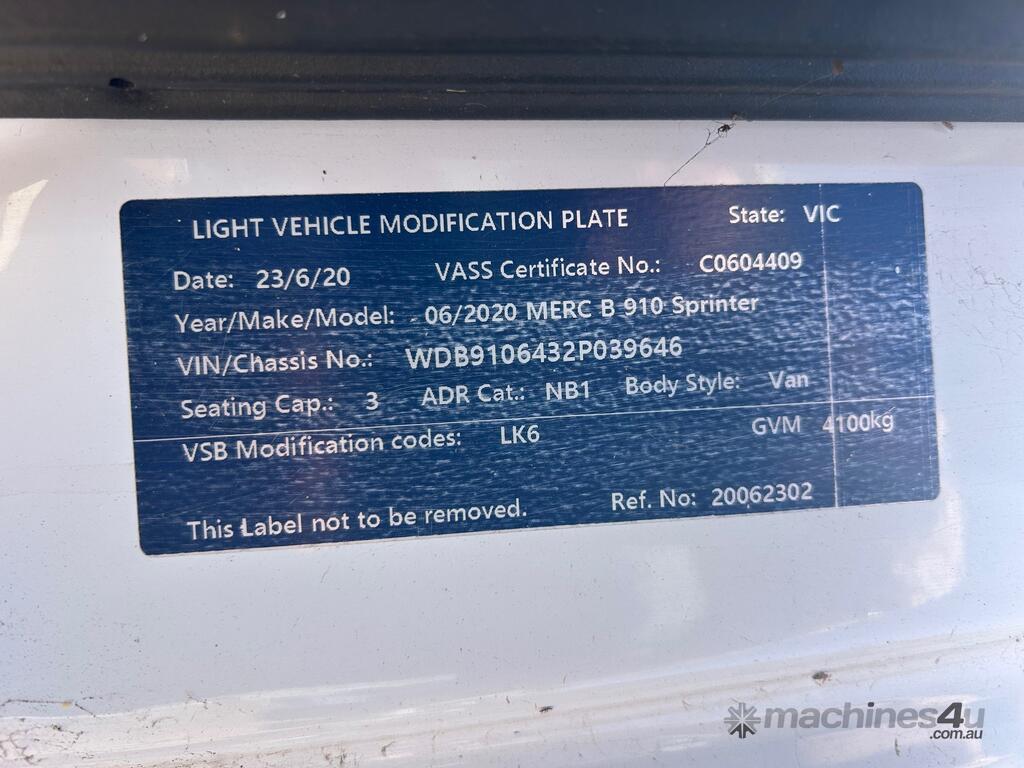 LIGHT VEHICLE MODIFICATION PLATE State: VIC
Date: 23/6/20 VASS Certificate No.: C0604409
Year/Make/Model: 06/2020 MERC B 910 Sprinter
VIN/Chassis No.: WDB9106432P039646
Seating Cap.: 3 ADR Cat.: NB1 Body Style: Van
VSB Modification codes: LK6 GVM 4100kg
This Label not to be removed. Ref. No: 20062302
machines4u
.com.au